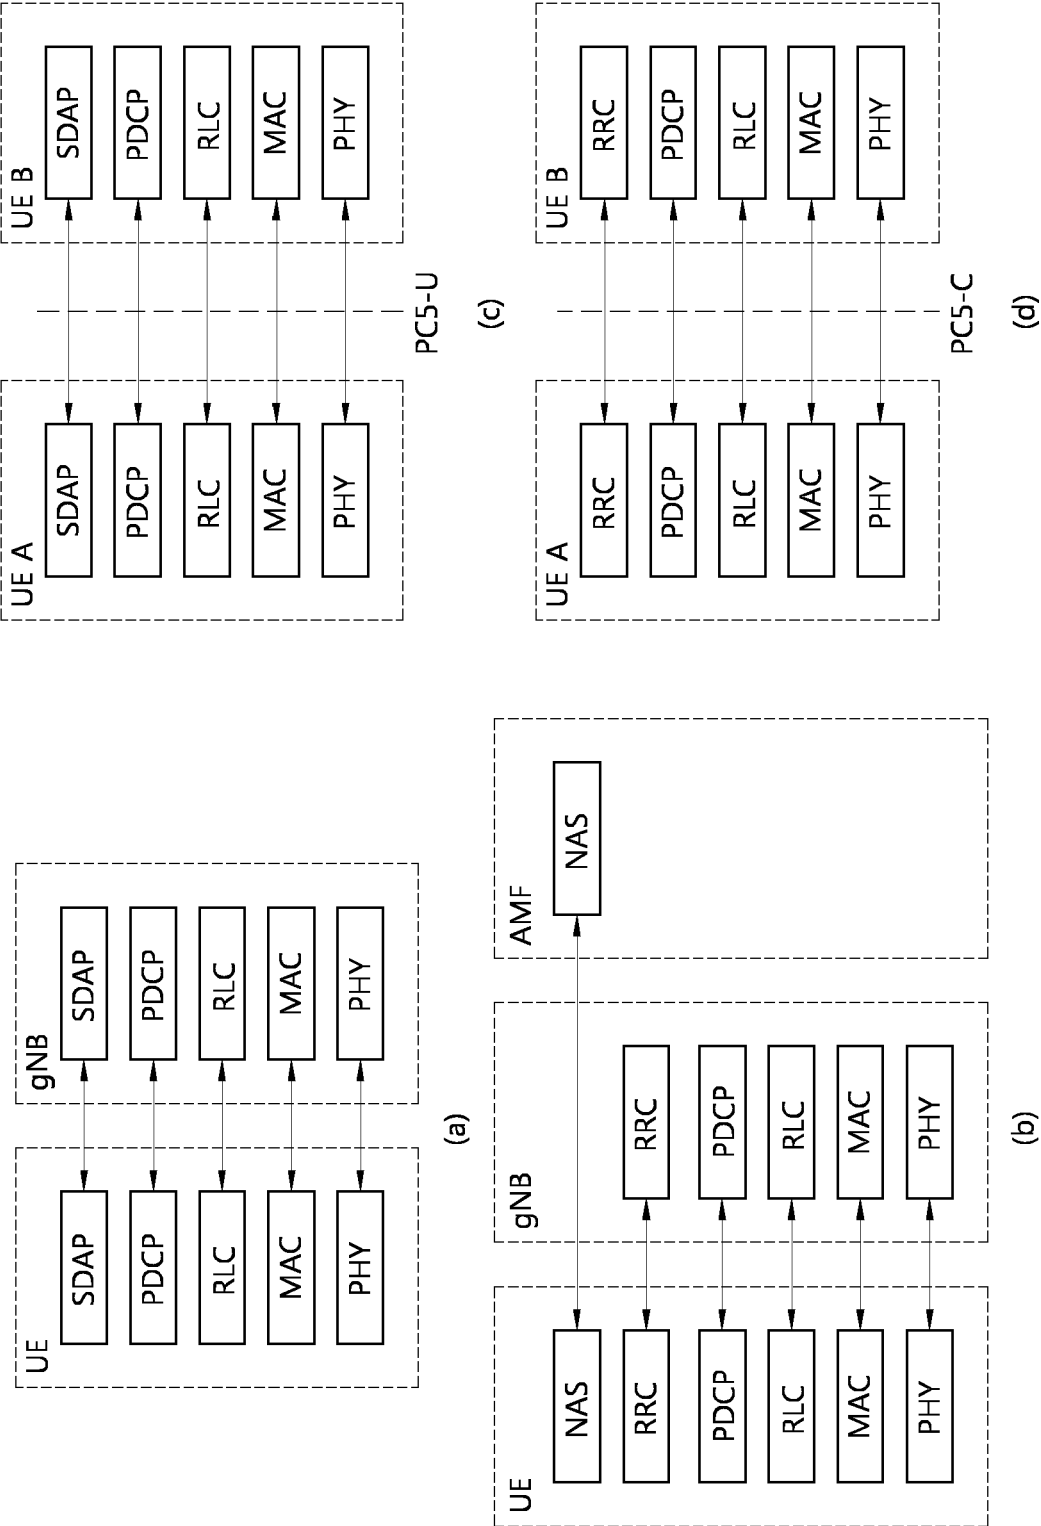 UE
gNB
SDAP
SDAP
PDCP
PDCP
RLC
RLC
MAC
MAC
PHY
PHY
(a)
UE
gNB
AMF
NAS
NAS
RRC
RRC
PDCP
PDCP
RLC
RLC
MAC
MAC
PHY
PHY
(b)
UE A
UE B
SDAP
SDAP
PDCP
PDCP
RLC
RLC
MAC
MAC
PHY
PHY
PC5-U
(c)
UE A
UE B
RRC
RRC
PDCP
PDCP
RLC
RLC
MAC
MAC
PHY
PHY
PC5-C
(d)